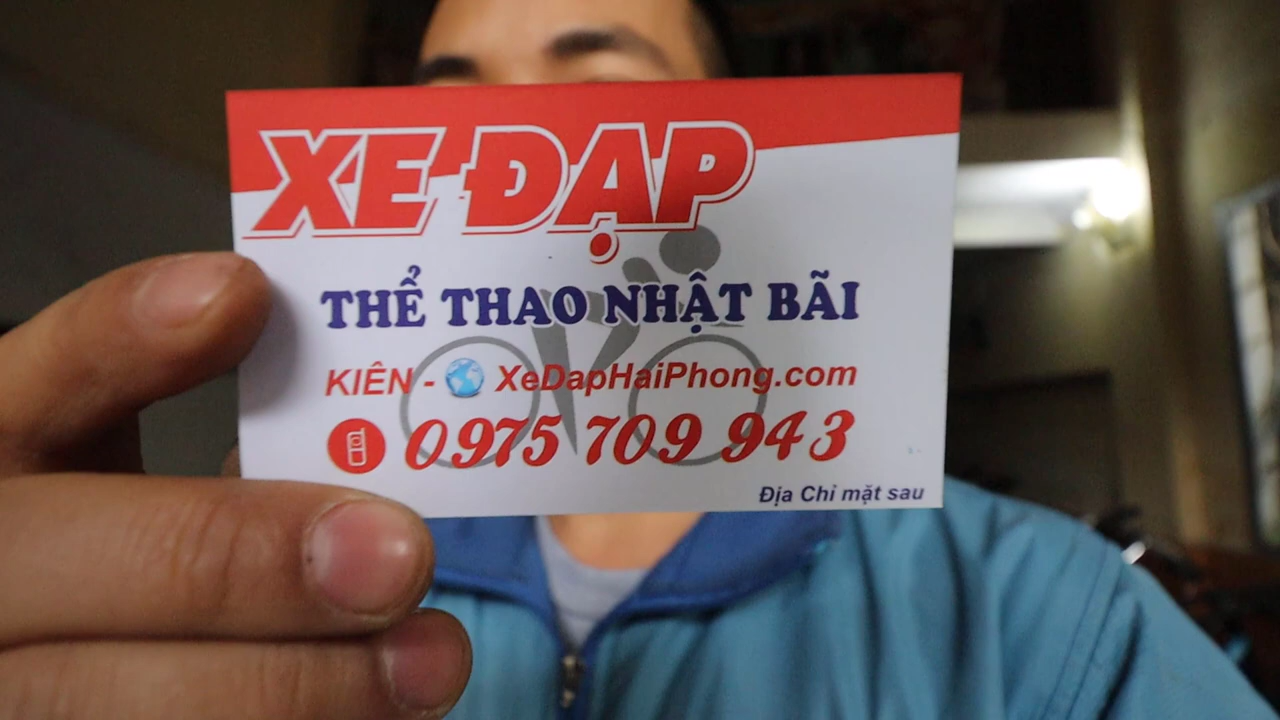 XE ĐẠP
THỂ THAO NHẬT BÃI
KIÊN - XeDapHaiPhong.com
0975 709 943
Địa Chỉ mặt sau